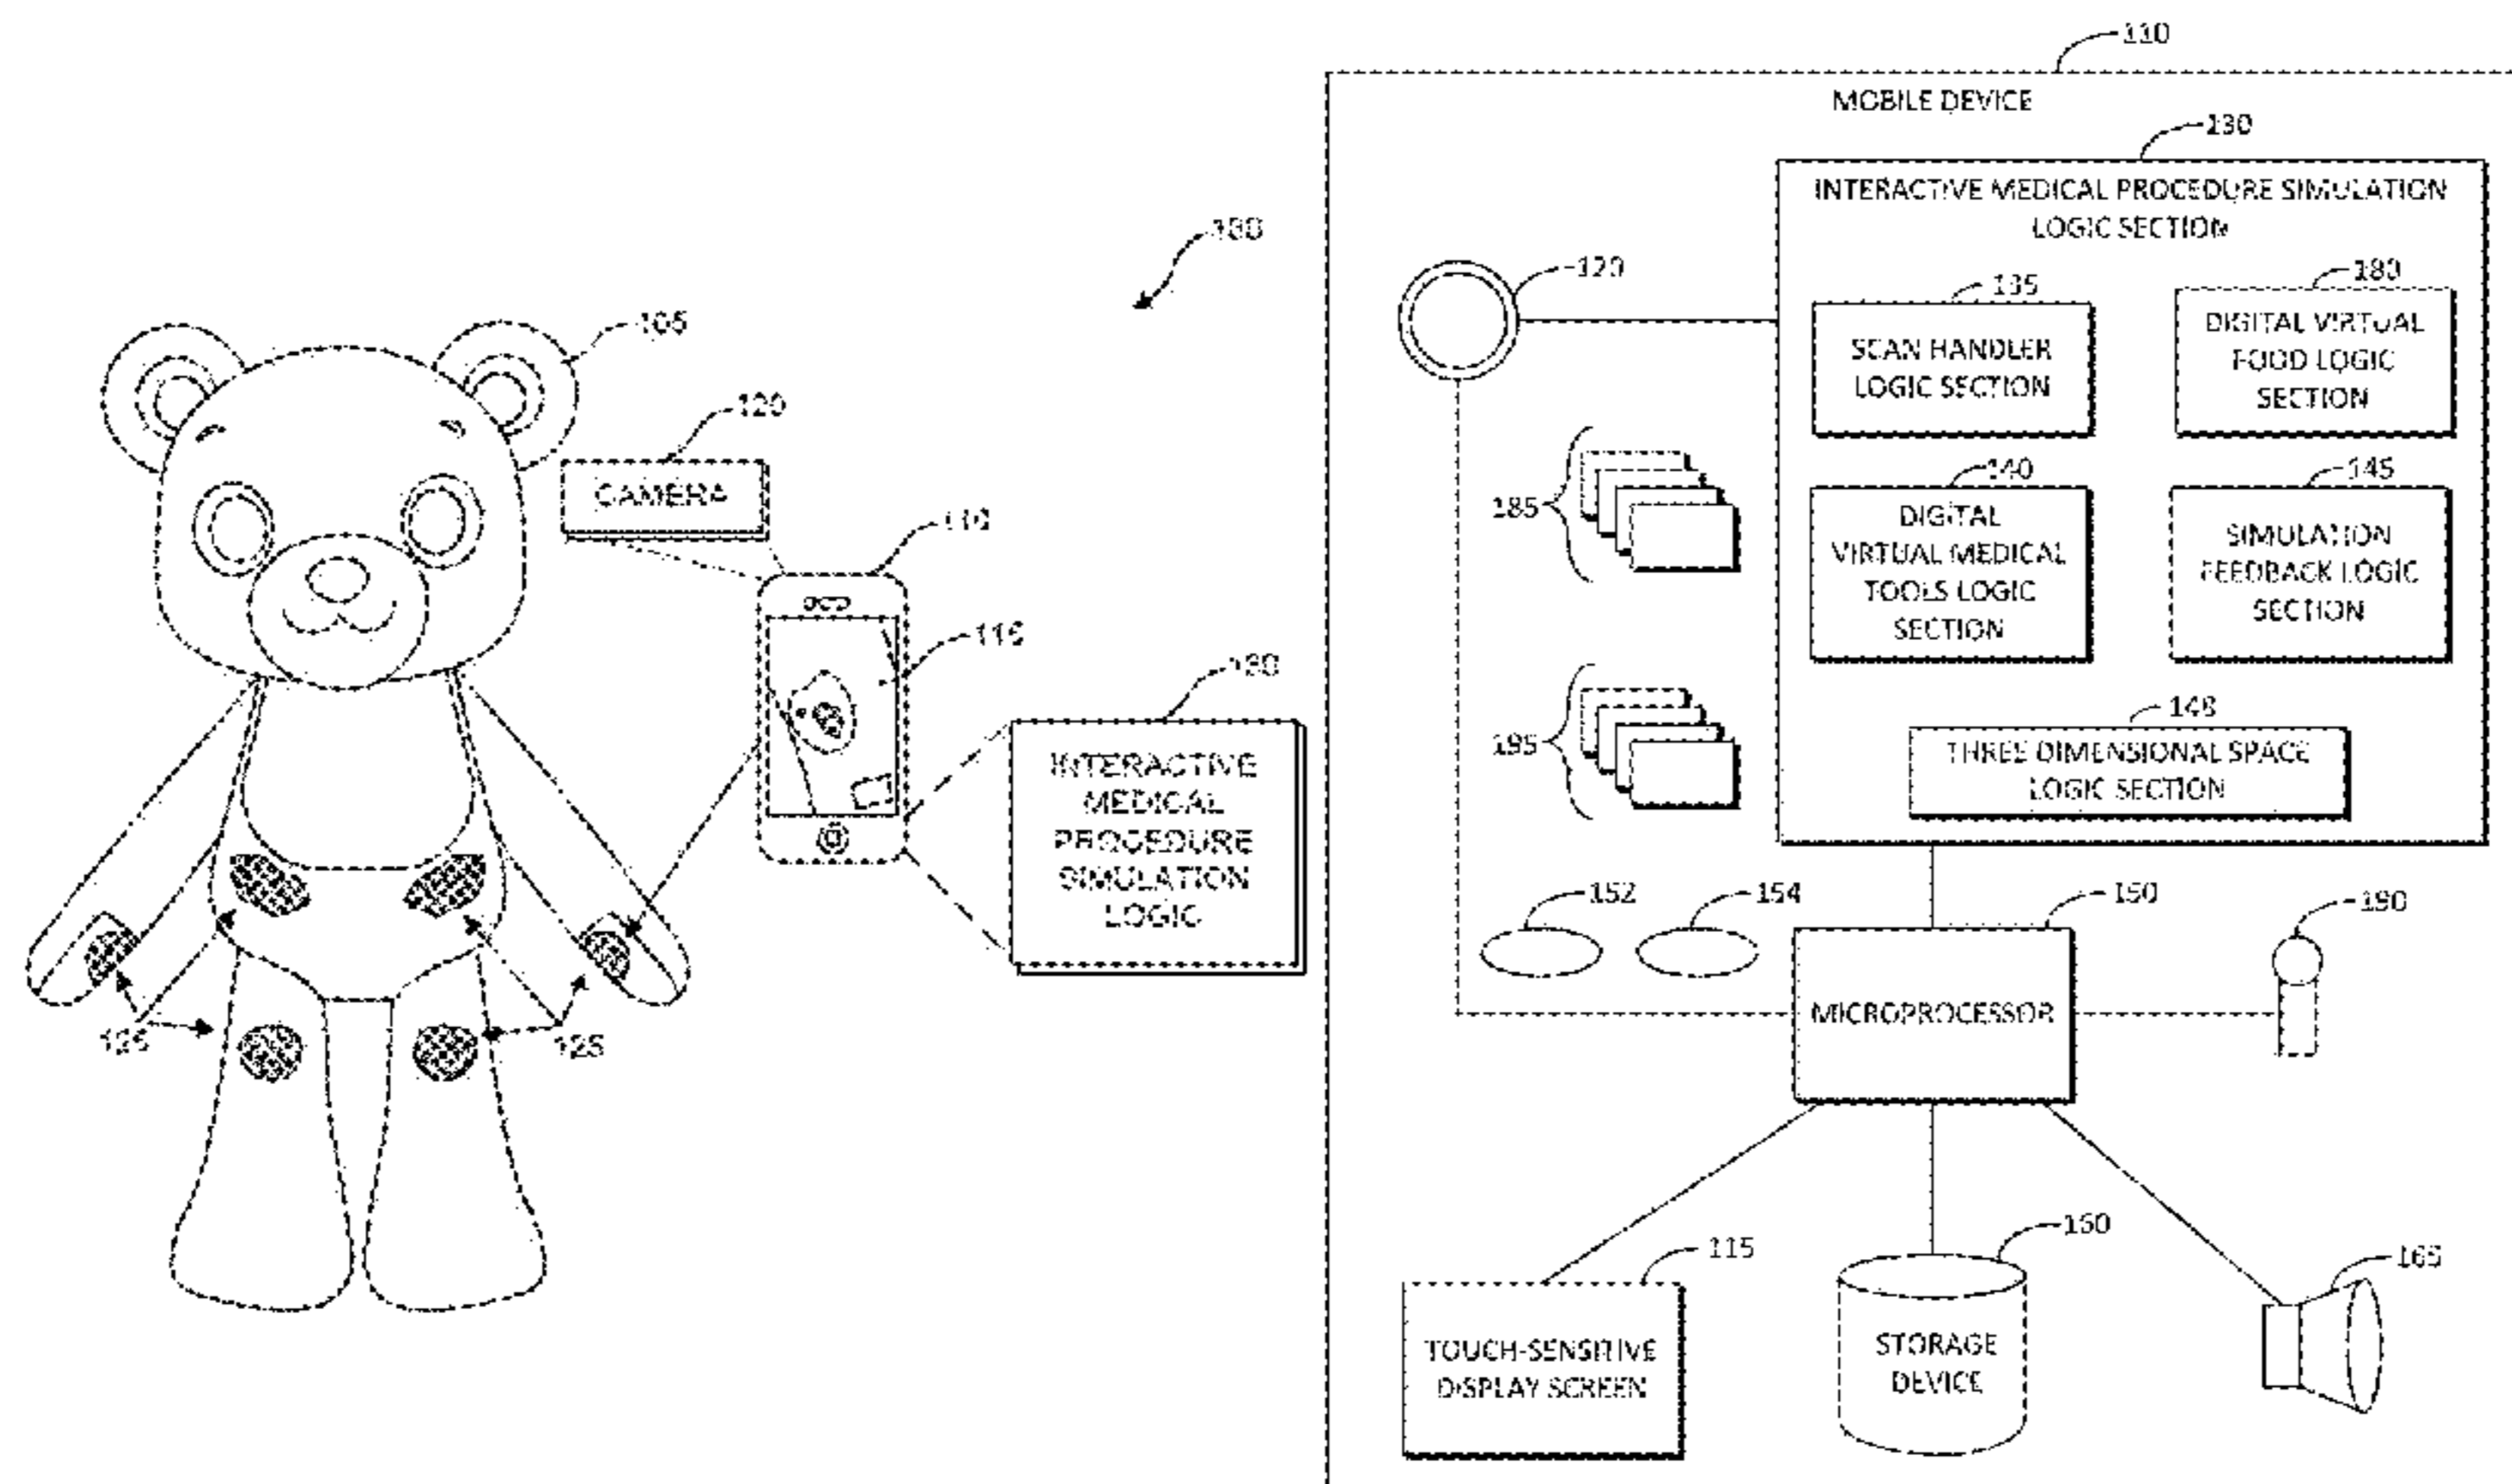 100
105
120
CAMERA
110
115
130
INTERACTIVE
MEDICAL
PROCEDURE
SIMULATION
LOGIC
125
125
110
MOBILE DEVICE
130
INTERACTIVE MEDICAL PROCEDURE SIMULATION
LOGIC SECTION
120
135
SCAN HANDLER
LOGIC SECTION
180
DIGITAL VIRTUAL
FOOD LOGIC
SECTION
185
140
DIGITAL
VIRTUAL MEDICAL
TOOLS LOGIC
SECTION
145
SIMULATION
FEEDBACK LOGIC
SECTION
195
148
THREE DIMENSIONAL SPACE
LOGIC SECTION
152
154
150
MICROPROCESSOR
190
115
TOUCH-SENSITIVE
DISPLAY SCREEN
160
STORAGE
DEVICE
165